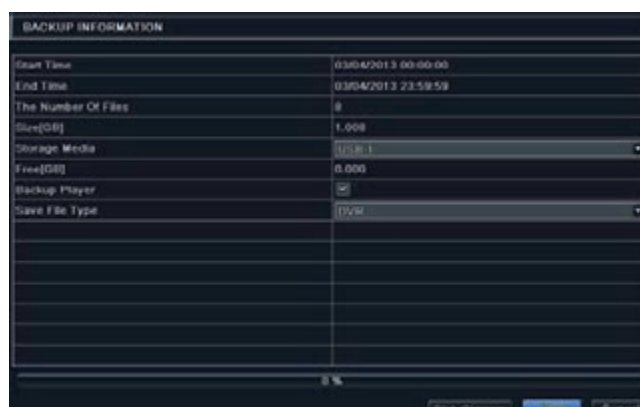 BACKUP INFORMATION
Start Time 03/04/2013 00:00:00
End Time 03/04/2013 23:59:59
The Number Of Files 8
Size[GB] 1.008
Storage Media USB-1
Free[GB] 0.000
Backup Player
Save File Type DVR
0 %